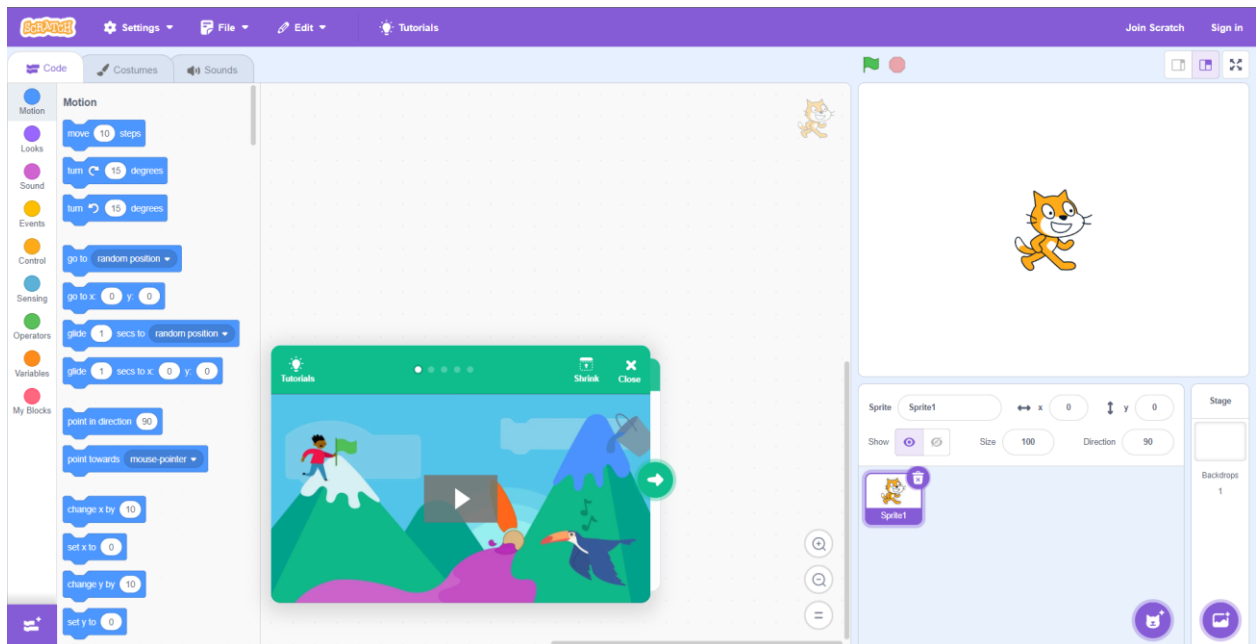 SCRATCH Settings File Edit Tutorials Join Scratch Sign in
Code Costumes Sounds
Motion
Looks
Sound
Events
Control
Sensing
Operators
Variables
My Blocks
Motion
move 10 steps
turn 15 degrees
turn 15 degrees
go to random position
go to x: 0 y: 0
glide 1 secs to random position
glide 1 secs to x: 0 y: 0
point in direction 90
point towards mouse-pointer
change x by 10
set x to 0
change y by 10
set y to 0
Tutorials Shrink Close
Sprite Sprite1 x 0 y 0
Show Size 100 Direction 90
Sprite1
Stage
Backdrops
1